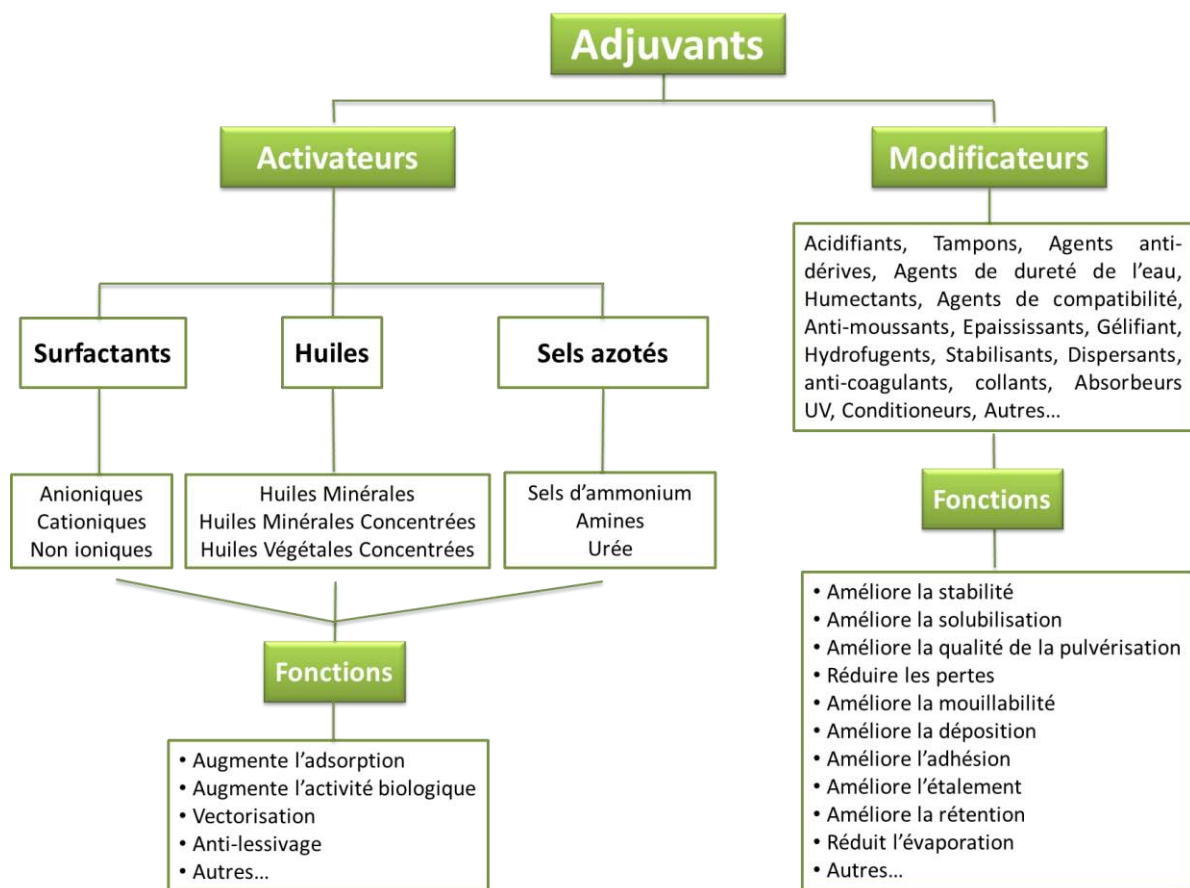 Adjuvants
Activateurs
Modificateurs
Surfactants
Huiles
Sels azotés
Anioniques
Cationiques
Non ioniques
Huiles Minérales
Huiles Minérales Concentrées
Huiles Végétales Concentrées
Sels d'ammonium
Amines
Urée
Fonctions
• Augmente l'adsorption
• Augmente l'activité biologique
• Vectorisation
• Anti-lessivage
• Autres...
Acidifiants, Tampons, Agents anti-
dérives, Agents de dureté de l'eau,
Humectants, Agents de compatibilité,
Anti-moussants, Epaississants, Gélifiant,
Hydrofugents, Stabilisants, Dispersants,
anti-coagulants, collants, Absorbeurs
UV, Conditioneurs, Autres...
Fonctions
• Améliore la stabilité
• Améliore la solubilisation
• Améliore la qualité de la pulvérisation
• Réduire les pertes
• Améliore la mouillabilité
• Améliore la déposition
• Améliore l'adhésion
• Améliore l'étalement
• Améliore la rétention
• Réduit l'évaporation
• Autres...